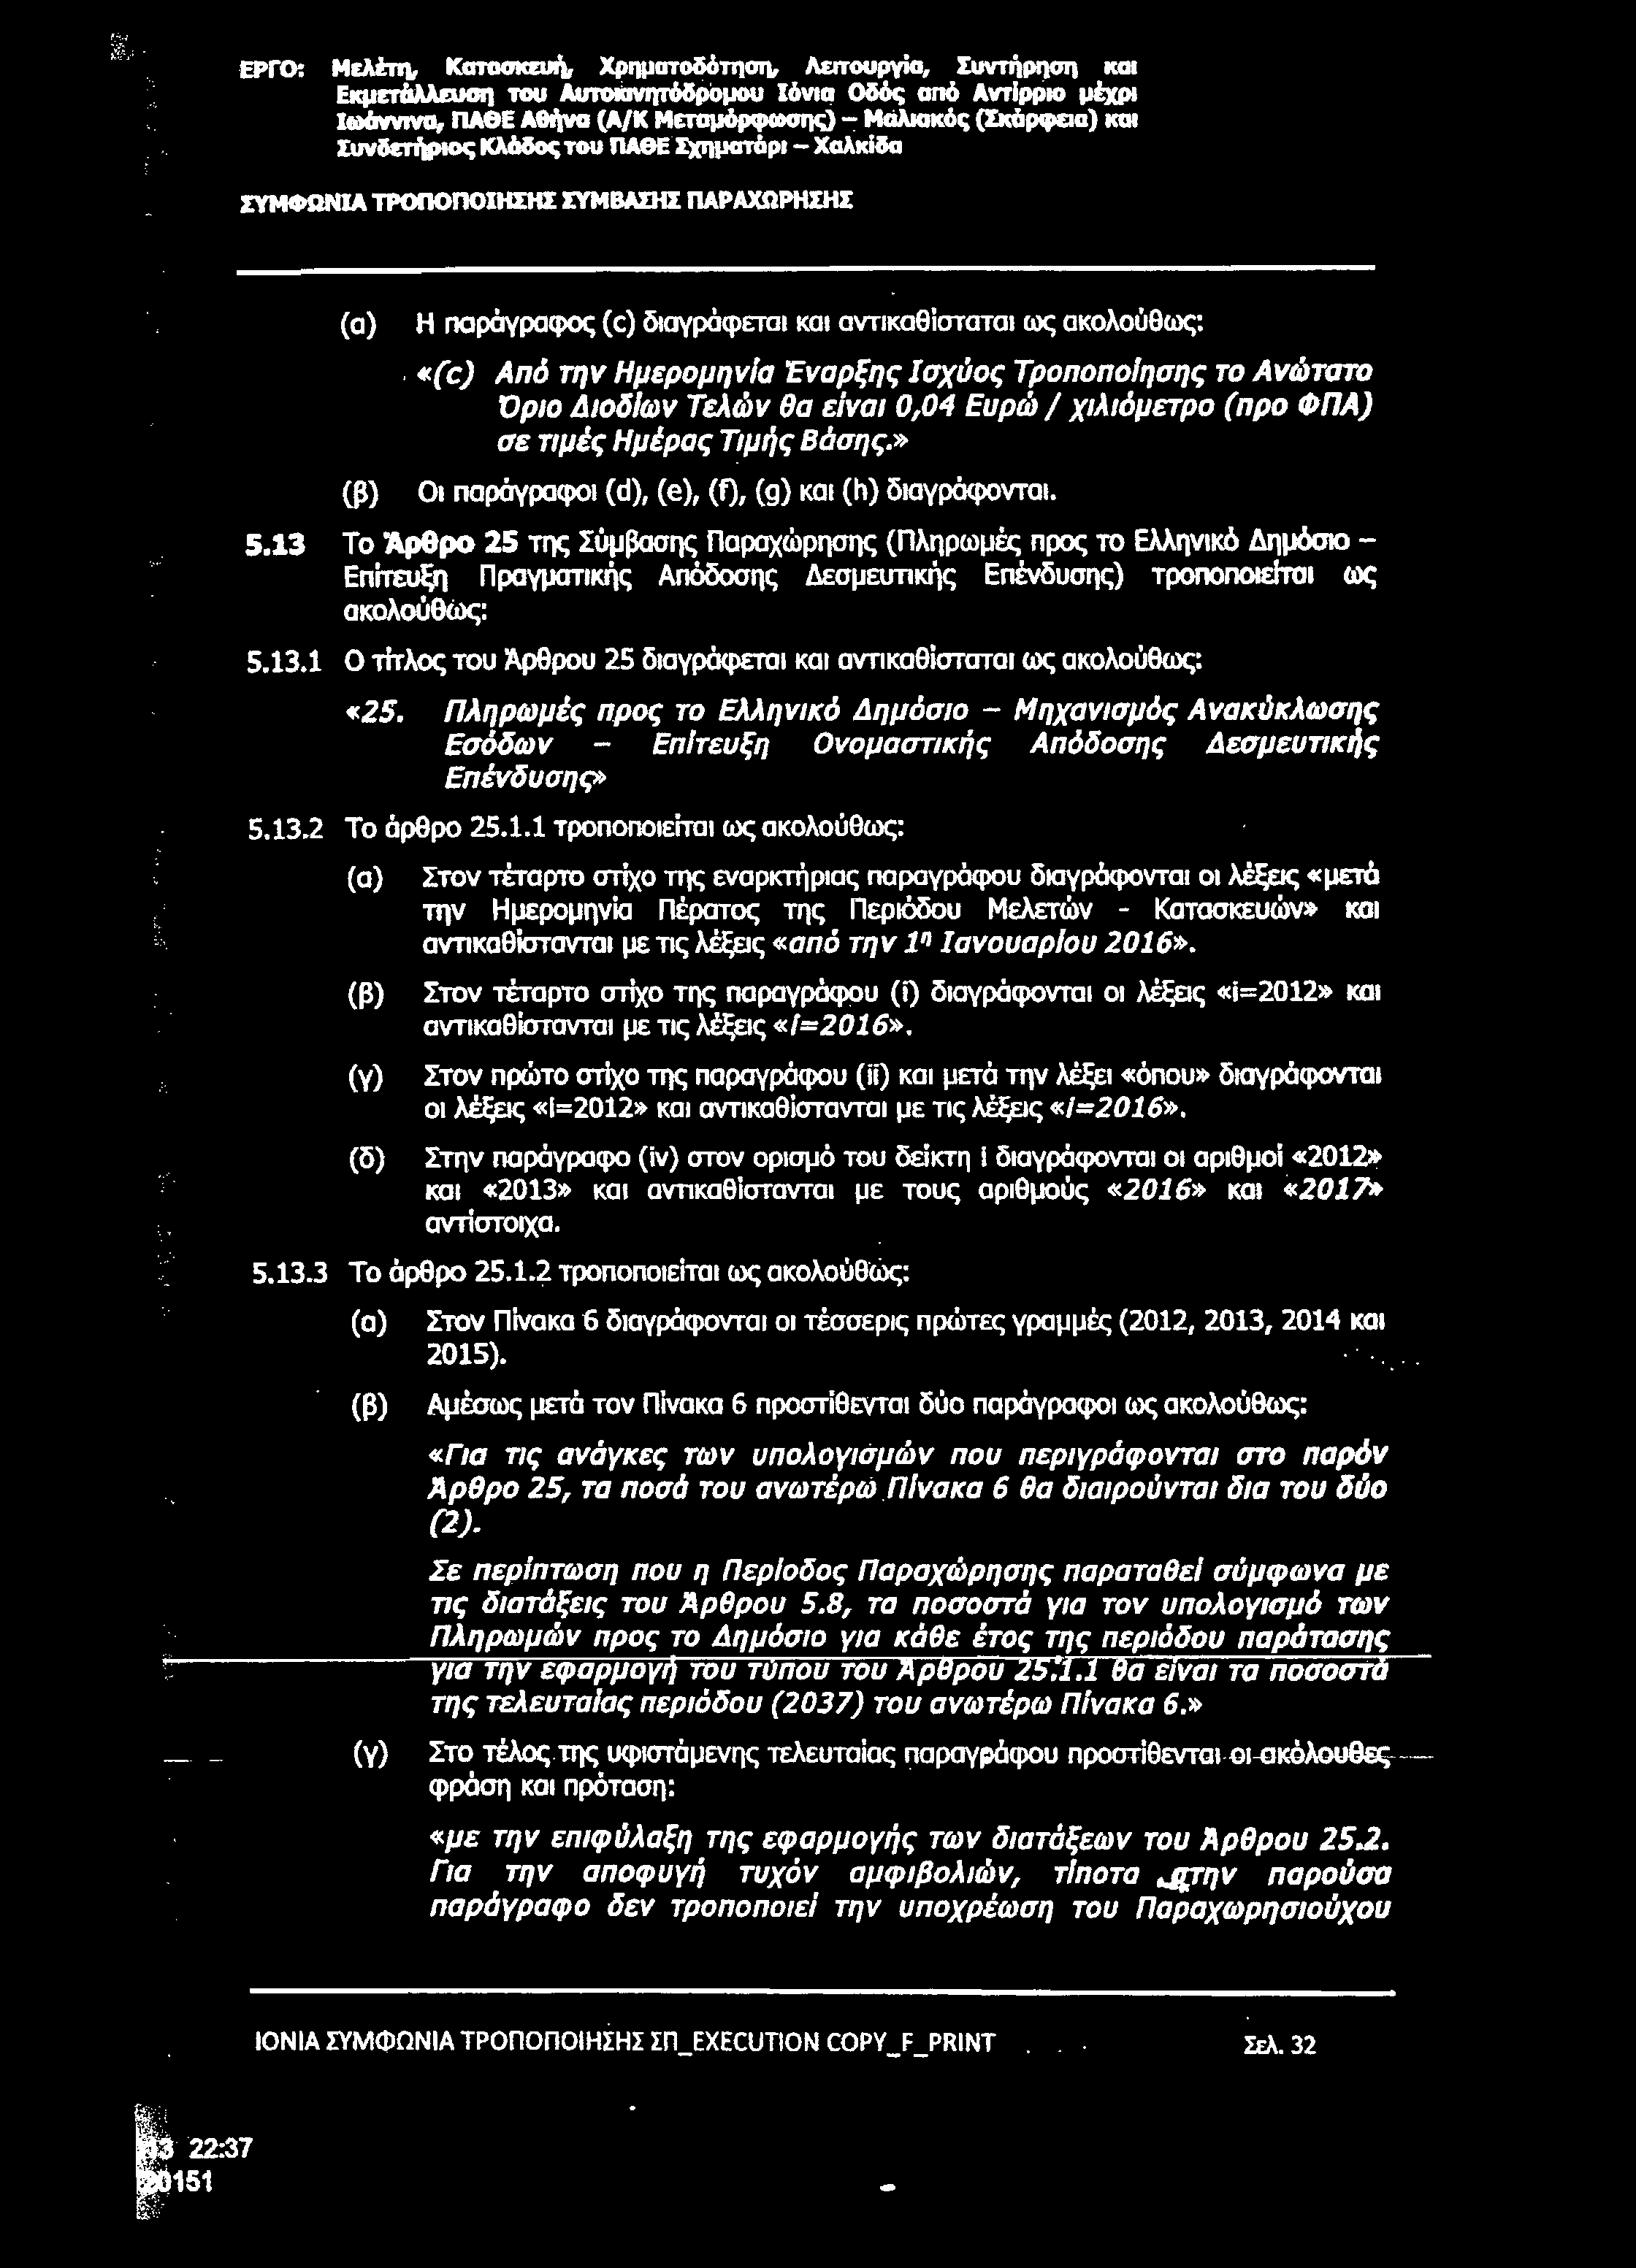 ΕΡΓΟ: Μελέτη, Κατασκευή, Χρηματοδότηση, Λειτουργία, Συντήρηση και
Εκμετάλλευση του Αυτοκινητόδρομου Ιόνια Οδός από Αντίρριο μέχρι
Ιωάννινα, ΠΑΘΕ Αθήνα (Α/Κ Μεταμόρφωσης) – Μαλιακός (Σκάρφεια) και
Συνδετήριος Κλάδος του ΠΑΘΕ Σχηματάρι – Χαλκίδα
ΣΥΜΦΩΝΙΑ ΤΡΟΠΟΠΟΙΗΣΗΣ ΣΥΜΒΑΣΗΣ ΠΑΡΑΧΩΡΗΣΗΣ
(α) Η παράγραφος (c) διαγράφεται και αντικαθίσταται ως ακολούθως:
«(c) Από την Ημερομηνία Έναρξης Ισχύος Τροποποίησης το Ανώτατο
Όριο Διοδίων Τελών θα είναι 0,04 Ευρώ / χιλιόμετρο (προ ΦΠΑ)
σε τιμές Ημέρας Τιμής Βάσης.»
(β) Οι παράγραφοι (d), (e), (f), (g) και (h) διαγράφονται.
5.13 Το Άρθρο 25 της Σύμβασης Παραχώρησης (Πληρωμές προς το Ελληνικό Δημόσιο –
Επίτευξη Πραγματικής Απόδοσης Δεσμευτικής Επένδυσης) τροποποιείται ως
ακολούθως:
5.13.1 Ο τίτλος του Άρθρου 25 διαγράφεται και αντικαθίσταται ως ακολούθως:
«25. Πληρωμές προς το Ελληνικό Δημόσιο – Μηχανισμός Ανακύκλωσης
Εσόδων – Επίτευξη Ονομαστικής Απόδοσης Δεσμευτικής
Επένδυσης»
5.13.2 Το άρθρο 25.1.1 τροποποιείται ως ακολούθως:
(α) Στον τέταρτο στίχο της εναρκτήριας παραγράφου διαγράφονται οι λέξεις «μετά
την Ημερομηνία Πέρατος της Περιόδου Μελετών - Κατασκευών» και
αντικαθίστανται με τις λέξεις «από την 1η Ιανουαρίου 2016».
(β) Στον τέταρτο στίχο της παραγράφου (i) διαγράφονται οι λέξεις «i=2012» και
αντικαθίστανται με τις λέξεις «i=2016».
(γ) Στον πρώτο στίχο της παραγράφου (ii) και μετά την λέξει «όπου» διαγράφονται
οι λέξεις «i=2012» και αντικαθίστανται με τις λέξεις «i=2016».
(δ) Στην παράγραφο (iv) στον ορισμό του δείκτη i διαγράφονται οι αριθμοί «2012»
και «2013» και αντικαθίστανται με τους αριθμούς «2016» και «2017»
αντίστοιχα.
5.13.3 Το άρθρο 25.1.2 τροποποιείται ως ακολούθως:
(α) Στον Πίνακα 6 διαγράφονται οι τέσσερις πρώτες γραμμές (2012, 2013, 2014 και
2015).
(β) Αμέσως μετά τον Πίνακα 6 προστίθενται δύο παράγραφοι ως ακολούθως:
«Για τις ανάγκες των υπολογισμών που περιγράφονται στο παρόν
Άρθρο 25, τα ποσά του ανωτέρω Πίνακα 6 θα διαιρούνται δια του δύο
(2).
Σε περίπτωση που η Περίοδος Παραχώρησης παραταθεί σύμφωνα με
τις διατάξεις του Άρθρου 5.8, τα ποσοστά για τον υπολογισμό των
Πληρωμών προς το Δημόσιο για κάθε έτος της περιόδου παράτασης
για την εφαρμογή του τύπου του Άρθρου 25.1.1 θα είναι τα ποσοστά
της τελευταίας περιόδου (2037) του ανωτέρω Πίνακα 6.»
(γ) Στο τέλος της υφιστάμενης τελευταίας παραγράφου προστίθενται οι ακόλουθες
φράση και πρόταση:
«με την επιφύλαξη της εφαρμογής των διατάξεων του Άρθρου 25.2.
Για την αποφυγή τυχόν αμφιβολιών, τίποτα στην παρούσα
παράγραφο δεν τροποποιεί την υποχρέωση του Παραχωρησιούχου
ΙΟΝΙΑ ΣΥΜΦΩΝΙΑ ΤΡΟΠΟΠΟΙΗΣΗΣ ΣΠ_EXECUTION COPY_F_PRINT Σελ. 32
22:37
0151